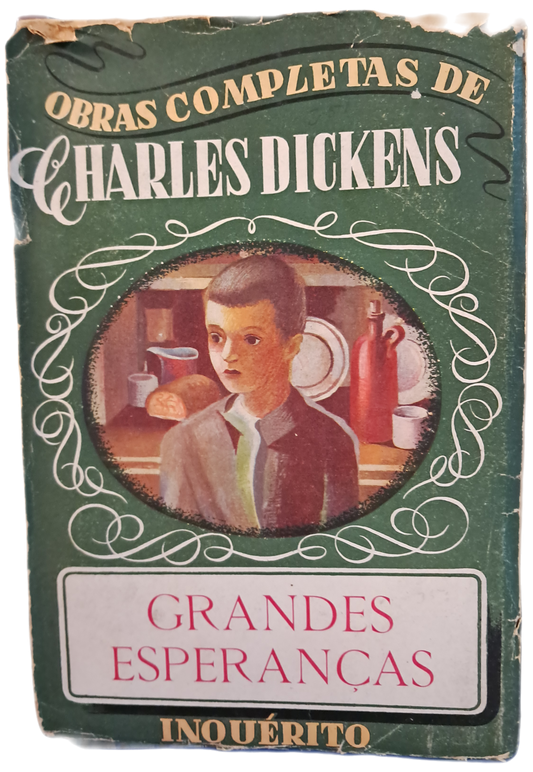 OBRAS COMPLETAS DE
CHARLES DICKENS
GRANDES
ESPERANÇAS
INQUÉRITO